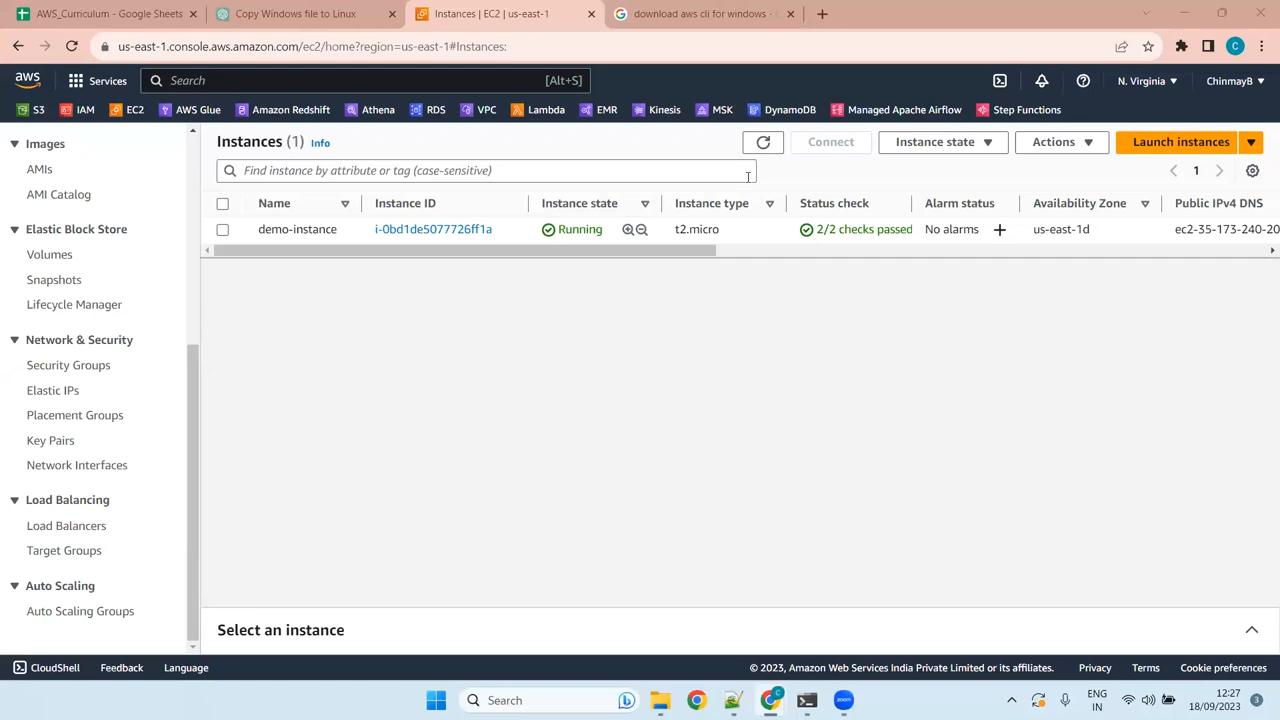 AWS_Curriculum - Google Sheets
Copy Windows file to Linux
Instances | EC2 | us-east-1
download aws cli for windows -
us-east-1.console.aws.amazon.com/ec2/home?region=us-east-1#Instances:
C
aws
Services
Search
[Alt+S]
N. Virginia
ChinmayB
S3
IAM
EC2
AWS Glue
Amazon Redshift
Athena
RDS
VPC
Lambda
EMR
Kinesis
MSK
DynamoDB
Managed Apache Airflow
Step Functions
Images
AMIs
AMI Catalog
Elastic Block Store
Volumes
Snapshots
Lifecycle Manager
Network & Security
Security Groups
Elastic IPs
Placement Groups
Key Pairs
Network Interfaces
Load Balancing
Load Balancers
Target Groups
Auto Scaling
Auto Scaling Groups
Instances (1) Info
Connect
Instance state
Actions
Launch instances
Find instance by attribute or tag (case-sensitive)
1
Name
Instance ID
Instance state
Instance type
Status check
Alarm status
Availability Zone
Public IPv4 DNS
demo-instance
i-0bd1de5077726ff1a
Running
t2.micro
2/2 checks passed
No alarms
us-east-1d
ec2-35-173-240-20
Select an instance
CloudShell
Feedback
Language
© 2023, Amazon Web Services India Private Limited or its affiliates.
Privacy
Terms
Cookie preferences
Search
C
zoom
ENG
IN
12:27
18/09/2023
3